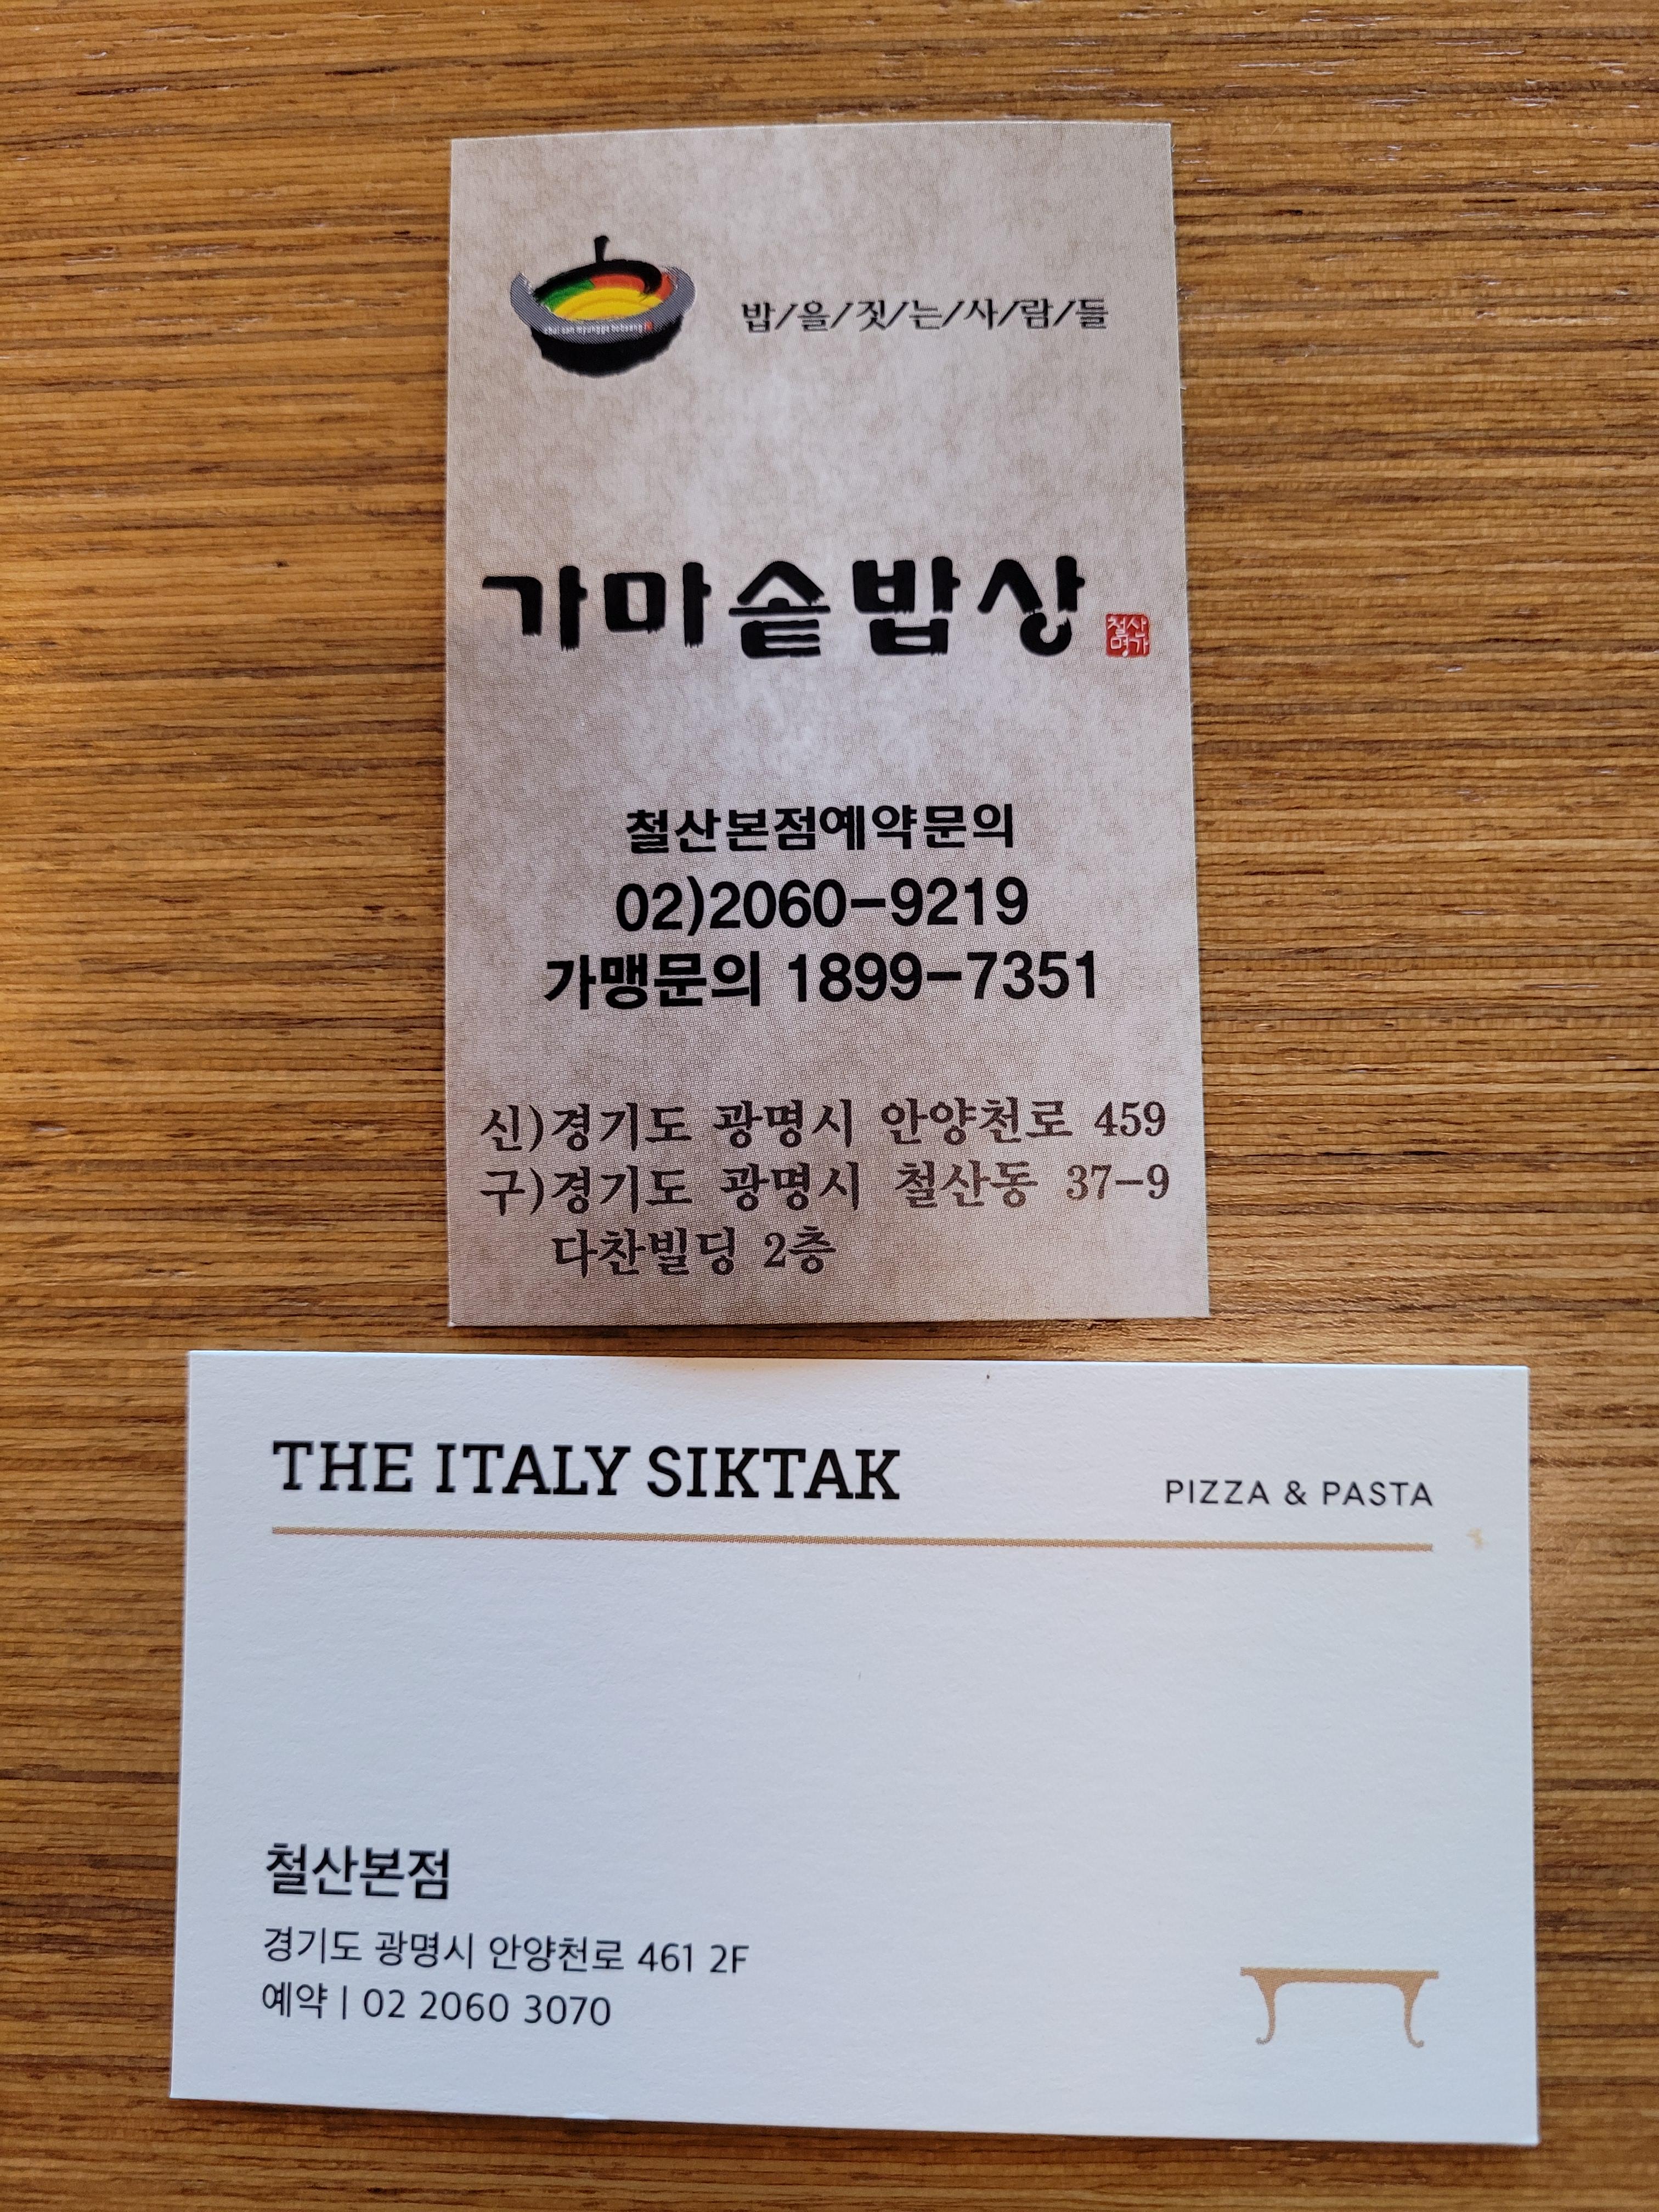 밥/을/짓/는/사/람/들
가마솥밥상
철산
명가
철산본점예약문의
02)2060-9219
가맹문의 1899-7351
신)경기도 광명시 안양천로 459
구)경기도 광명시 철산동 37-9
다찬빌딩 2층
THE ITALY SIKTAK
PIZZA & PASTA
철산본점
경기도 광명시 안양천로 461 2F
예약 | 02 2060 3070